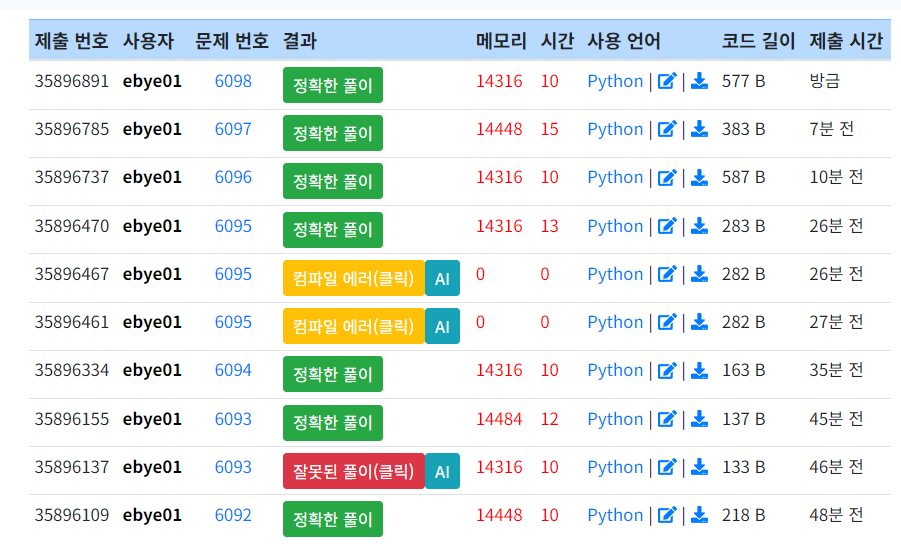 제출 번호 사용자 문제 번호 결과 메모리 시간 사용 언어 코드 길이 제출 시간
35896891 ebye01 6098 정확한 풀이 14316 10 Python | | 577 B 방금
35896785 ebye01 6097 정확한 풀이 14448 15 Python | | 383 B 7분 전
35896737 ebye01 6096 정확한 풀이 14316 10 Python | | 587 B 10분 전
35896470 ebye01 6095 정확한 풀이 14316 13 Python | | 283 B 26분 전
35896467 ebye01 6095 컴파일 에러(클릭) AI 0 0 Python | | 282 B 26분 전
35896461 ebye01 6095 컴파일 에러(클릭) AI 0 0 Python | | 282 B 27분 전
35896334 ebye01 6094 정확한 풀이 14316 10 Python | | 163 B 35분 전
35896155 ebye01 6093 정확한 풀이 14484 12 Python | | 137 B 45분 전
35896137 ebye01 6093 잘못된 풀이(클릭) AI 14316 10 Python | | 133 B 46분 전
35896109 ebye01 6092 정확한 풀이 14448 10 Python | | 218 B 48분 전